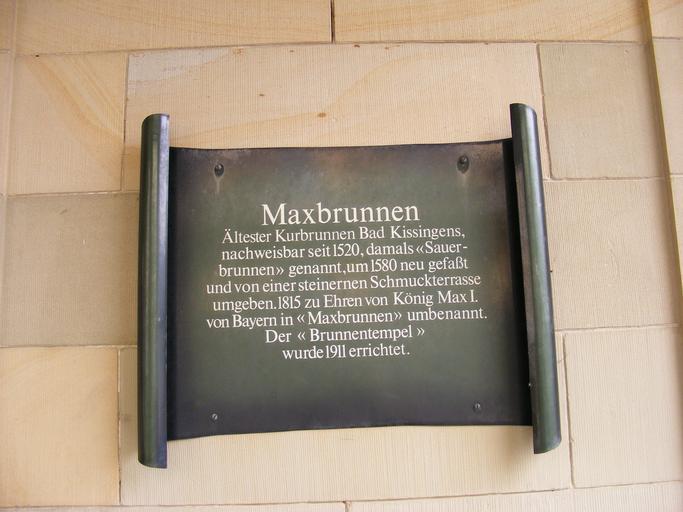 Maxbrunnen
Ältester Kurbrunnen Bad Kissingens,
nachweisbar seit 1520, damals «Sauer-
brunnen» genannt, um 1580 neu gefaßt
und von einer steinernen Schmuckterrasse
umgeben. 1815 zu Ehren von König Max I.
von Bayern in «Maxbrunnen» umbenannt.
Der «Brunnentempel»
wurde 1911 errichtet.